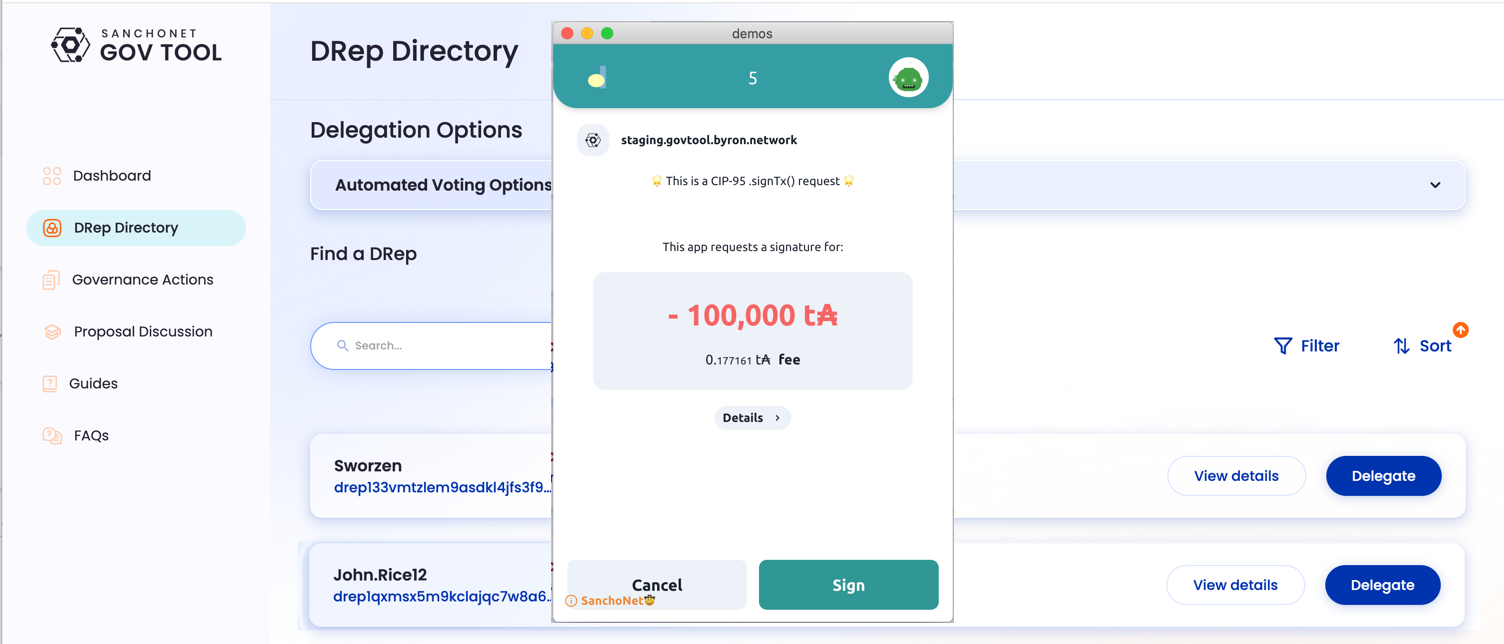 SANCHONET
GOV TOOL
Dashboard
DRep Directory
Governance Actions
Proposal Discussion
Guides
FAQs
DRep Directory
Delegation Options
Automated Voting Options
Find a DRep
Search...
Filter
Sort
Sworzen
drep133vmtzlem9asdkl4jfs3f9...
View details
Delegate
John.Rice12
drep1qxmsx5m9kclajqc7w8a6..
View details
Delegate
demos
5
staging.govtool.byron.network
This is a CIP-95 .signTx() request
This app requests a signature for:
- 100,000 t₳
0.177161 t₳ fee
Details
Cancel
Sign
SanchoNet